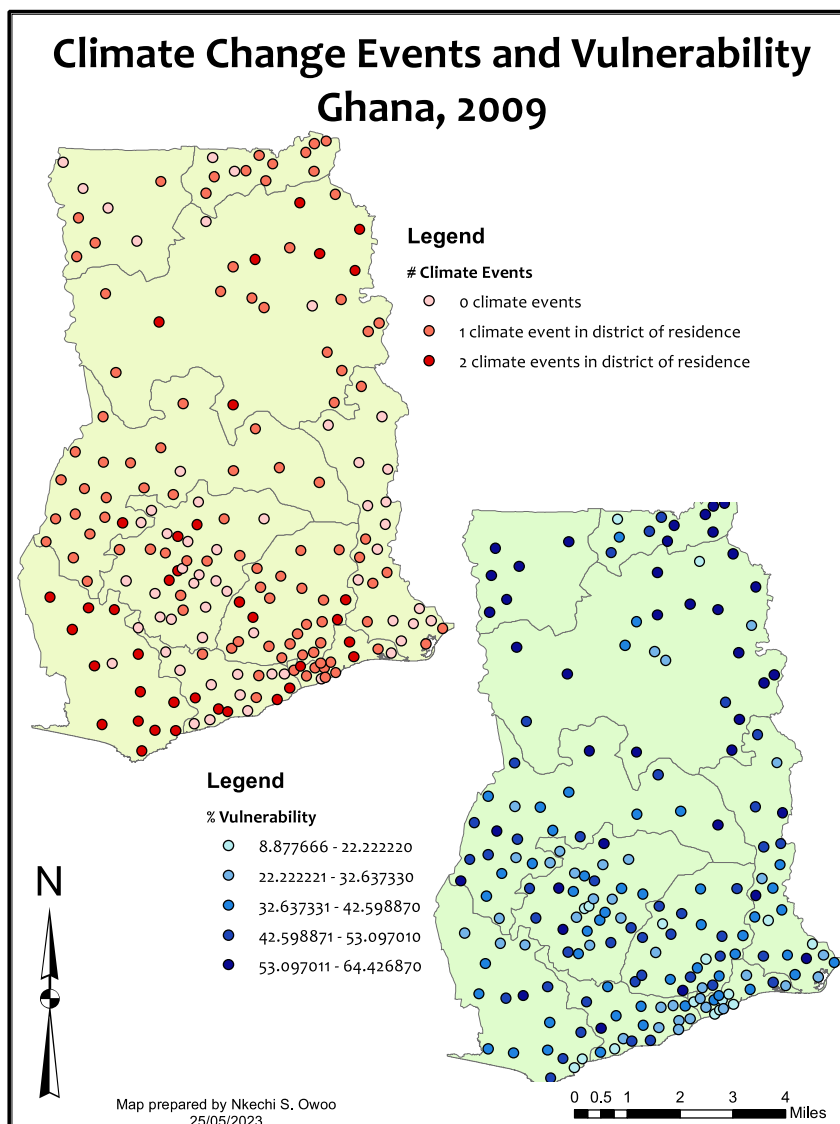 Climate Change Events and Vulnerability
Ghana, 2009
Legend
# Climate Events
0 climate events
1 climate event in district of residence
2 climate events in district of residence
Legend
% Vulnerability
8.877666 - 22.222220
22.222221 - 32.637330
32.637331 - 42.598870
42.598871 - 53.097010
53.097011 - 64.426870
N
Map prepared by Nkechi S. Owoo
25/05/2023
0 0.5 1 2 3 4
Miles